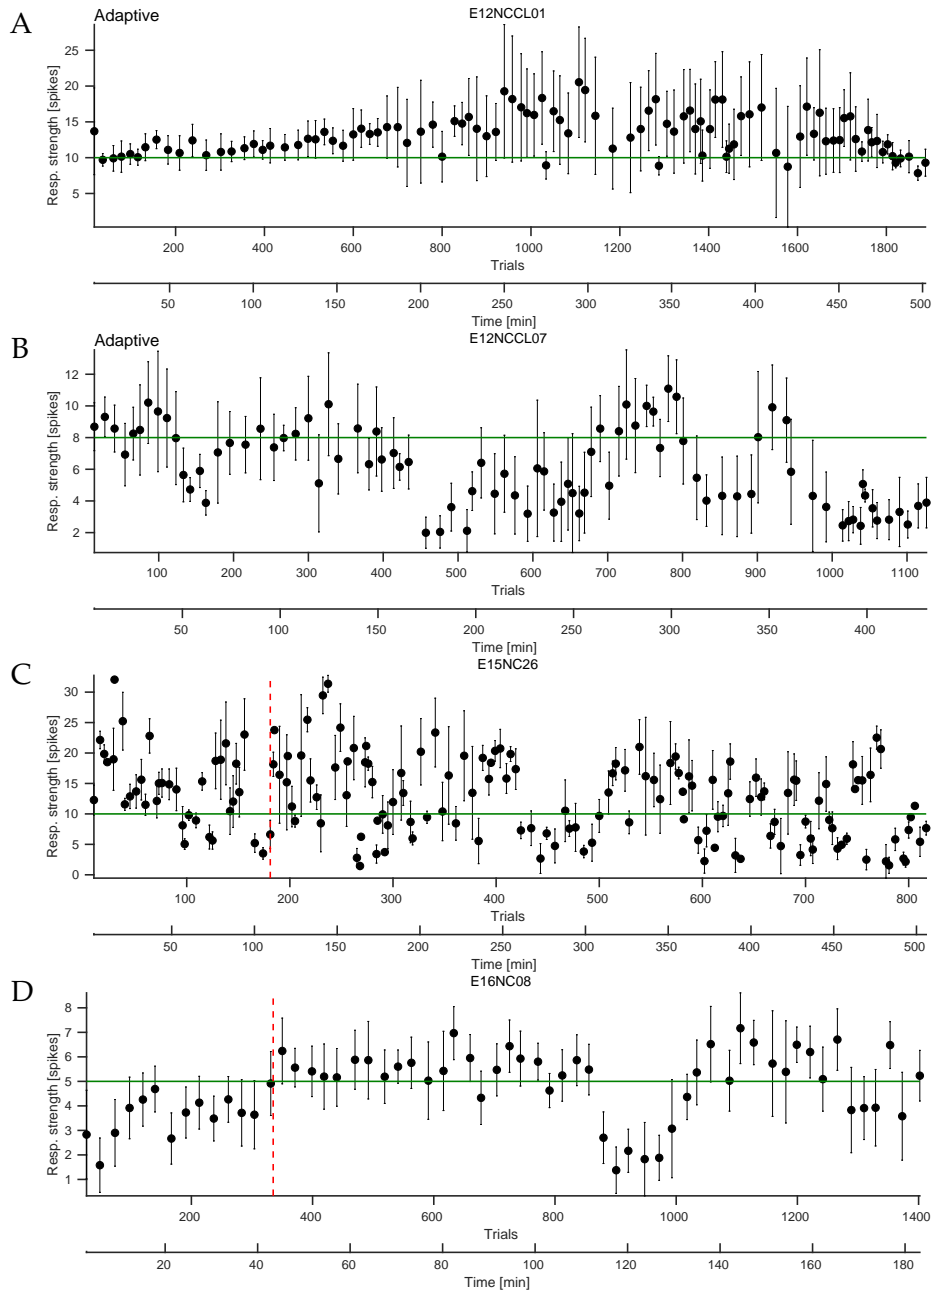 A
Adaptive
E12NCCL01
Resp. strength [spikes]
25
20
15
10
5
200 400 600 800 1000 1200 1400 1600 1800
Trials
50 100 150 200 250 300 350 400 450 500
Time [min]
B
Adaptive
E12NCCL07
Resp. strength [spikes]
12
10
8
6
4
2
100 200 300 400 500 600 700 800 900 1000 1100
Trials
50 100 150 200 250 300 350 400
Time [min]
C
E15NC26
Resp. strength [spikes]
30
25
20
15
10
5
0
100 200 300 400 500 600 700 800
Trials
50 100 150 200 250 300 350 400 450 500
Time [min]
D
E16NC08
Resp. strength [spikes]
8
7
6
5
4
3
2
1
200 400 600 800 1000 1200 1400
Trials
20 40 60 80 100 120 140 160 180
Time [min]